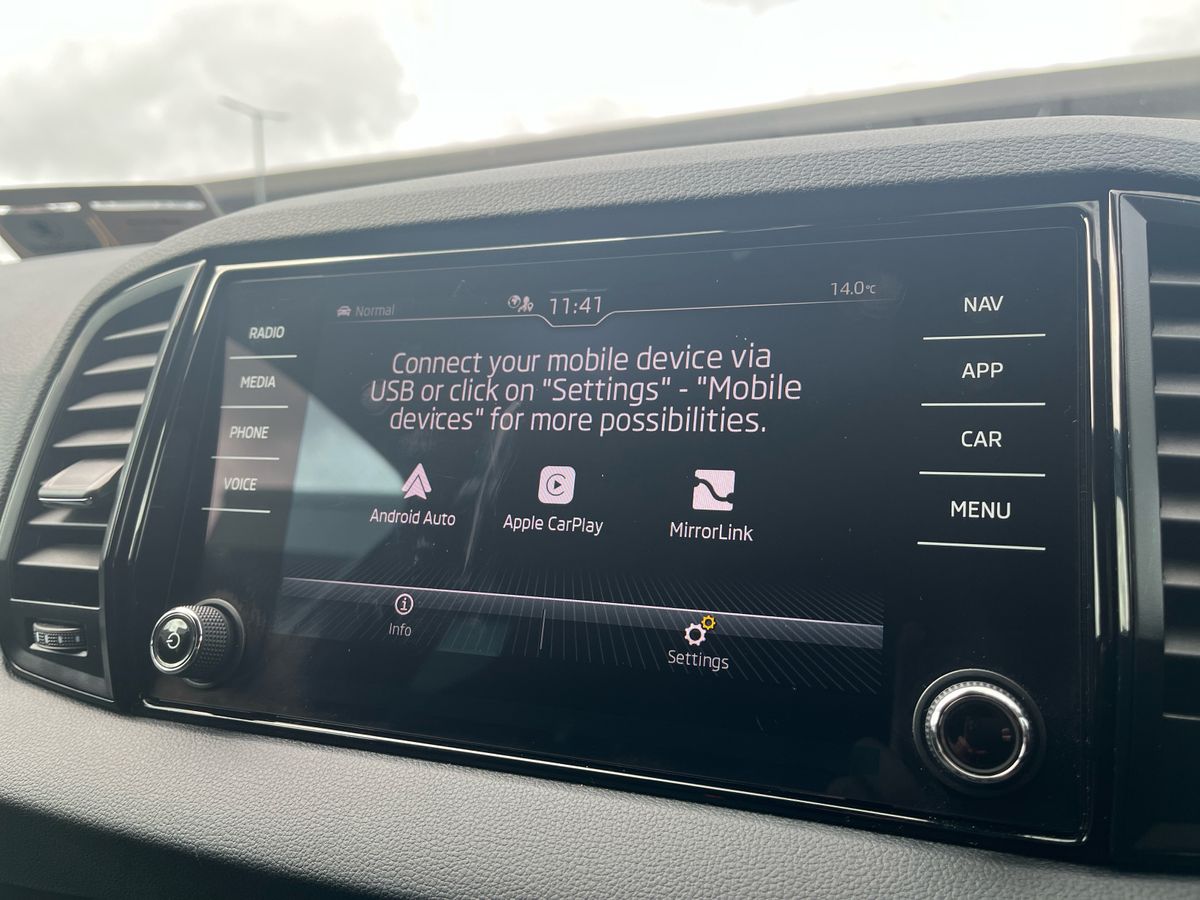 Normal
11:41
14.0°C
RADIO
MEDIA
PHONE
VOICE
Connect your mobile device via
USB or click on "Settings" - "Mobile
devices" for more possibilities.
Android Auto
Apple CarPlay
MirrorLink
Info
Settings
NAV
APP
CAR
MENU